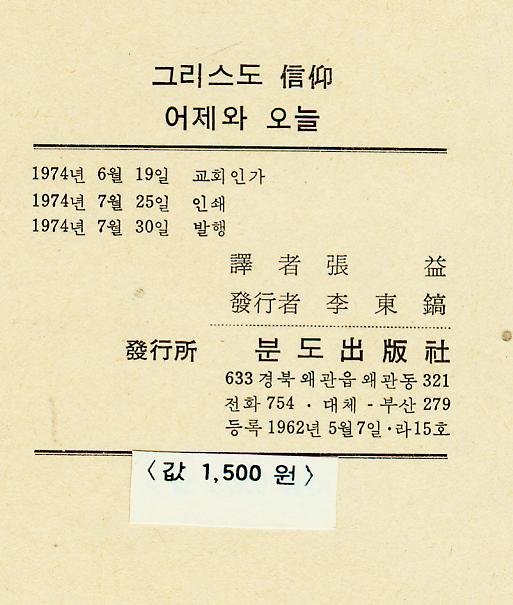 그리스도 信仰
어제와 오늘
1974년 6월 19일 교회인가
1974년 7월 25일 인쇄
1974년 7월 30일 발행
譯者 張 益
發行者 李東鎬
發行所 분도出版社
633 경북 왜관읍 왜관동 321
전화 754 · 대체 - 부산 279
등록 1962년 5월 7일 · 라15호
〈값 1,500 원〉